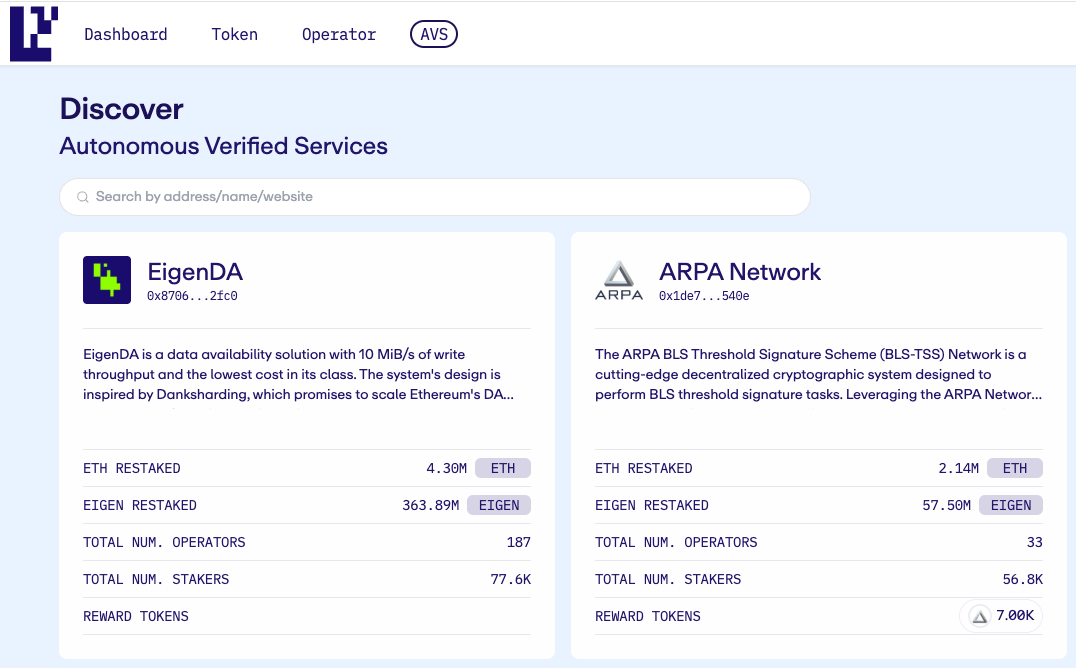 Dashboard Token Operator AVS
Discover
Autonomous Verified Services
Search by address/name/website
EigenDA
0x8706...2fc0
EigenDA is a data availability solution with 10 MiB/s of write
throughput and the lowest cost in its class. The system's design is
inspired by Danksharding, which promises to scale Ethereum's DA...
ETH RESTAKED 4.30M ETH
EIGEN RESTAKED 363.89M EIGEN
TOTAL NUM. OPERATORS 187
TOTAL NUM. STAKERS 77.6K
REWARD TOKENS
ARPA
ARPA Network
0x1de7...540e
The ARPA BLS Threshold Signature Scheme (BLS-TSS) Network is a
cutting-edge decentralized cryptographic system designed to
perform BLS threshold signature tasks. Leveraging the ARPA Networ...
ETH RESTAKED 2.14M ETH
EIGEN RESTAKED 57.50M EIGEN
TOTAL NUM. OPERATORS 33
TOTAL NUM. STAKERS 56.8K
REWARD TOKENS 7.00K